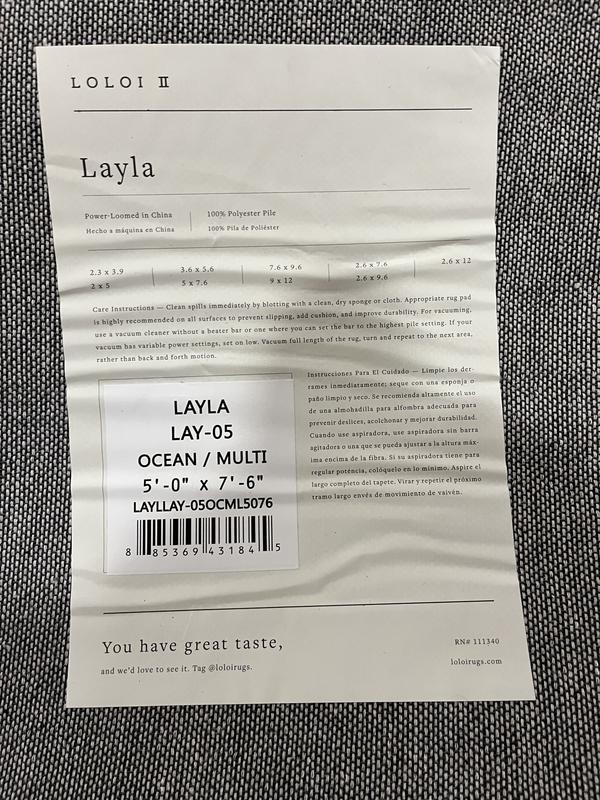 LOLOI II
Layla
Power-Loomed in China
Hecho a máquina en China
100% Polyester Pile
100% Pila de Poliéster
2.3 x 3.9
2 x 5
3.6 x 5.6
5 x 7.6
7.6 x 9.6
9 x 12
2.6 x 7.6
2.6 x 9.6
2.6 x 12
Care Instructions — Clean spills immediately by blotting with a clean, dry sponge or cloth. Appropriate rug pad
is highly recommended on all surfaces to prevent slipping, add cushion, and improve durability. For vacuuming,
use a vacuum cleaner without a beater bar or one where you can set the bar to the highest pile setting. If your
vacuum has variable power settings, set on low. Vacuum full length of the rug, turn and repeat to the next area,
rather than back and forth motion.
LAYLA
LAY-05
OCEAN / MULTI
5'-0" x 7'-6"
LAYLLAY-05OCML5076
8 85369 43184 5
Instrucciones Para El Cuidado — Limpie los der-
rames inmediatamente; seque con una esponja o
paño limpio y seco. Se recomienda altamente el uso
de una almohadilla para alfombra adecuada para
prevenir deslices, acolchonar y mejorar durabilidad.
Cuando use aspiradora, use aspiradora sin barra
agitadora o una que se pueda ajustar a la altura máx-
ima encima de la fibra. Si su aspiradora tiene para
regular potencia, colóquelo en lo mínimo. Aspire el
largo completo del tapete. Virar y repetir el próximo
tramo largo envés de movimiento de vaivén.
You have great taste,
and we'd love to see it. Tag @loloirugs.
RN# 111340
loloirugs.com